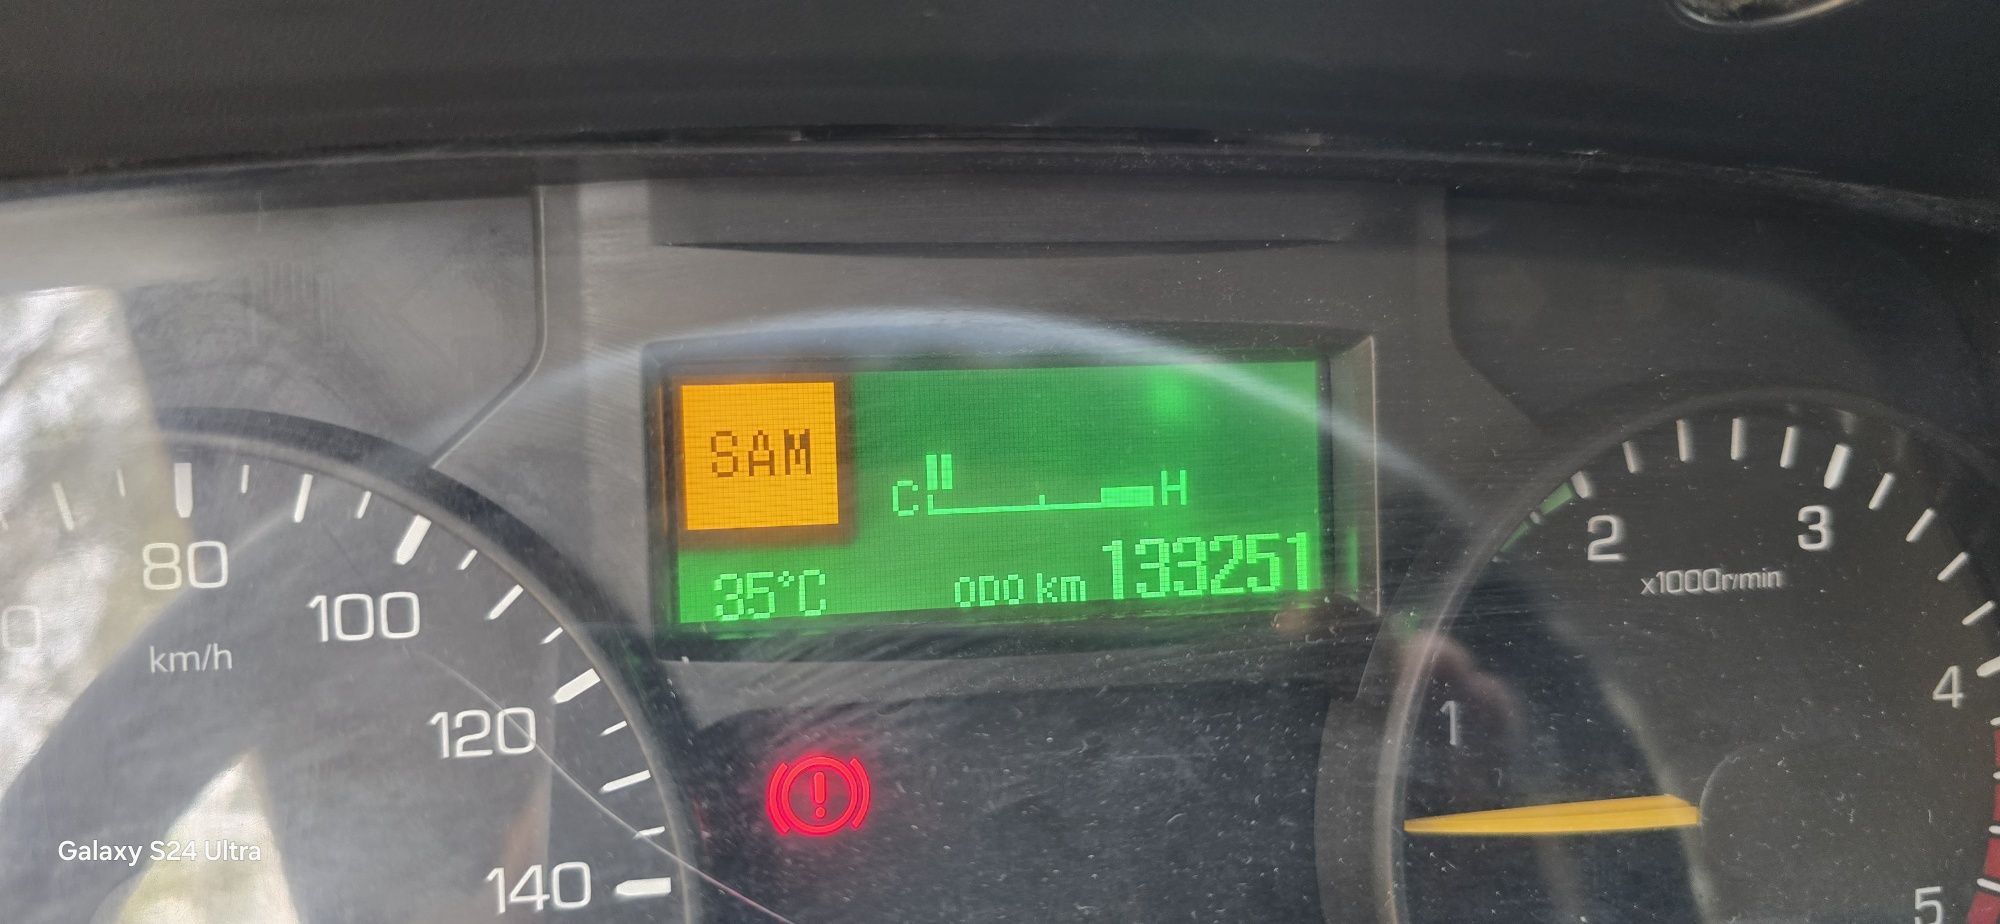 SAM
C H
35°C 000 km 133251
80
100
120
140
km/h
1
2
3
4
5
x1000r/min
Galaxy S24 Ultra